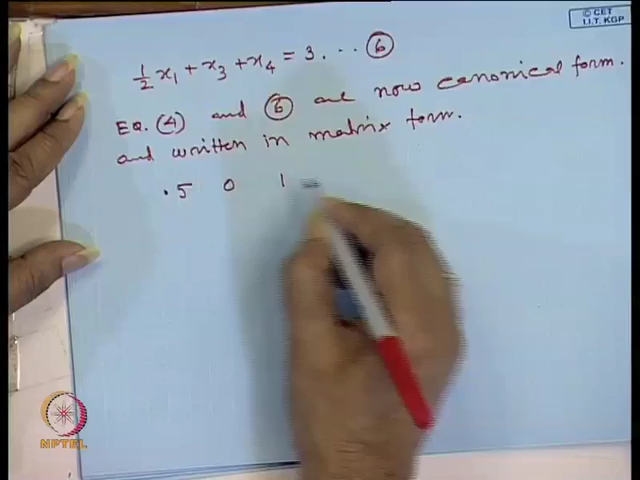 © CET
I.I.T. KGP
½ x₁ + x₃ + x₄ = 3 . ... ⑥
EQ. ④ and ⑥ are now canonical form.
and written in matrix form.
.5 0 1
NPTEL